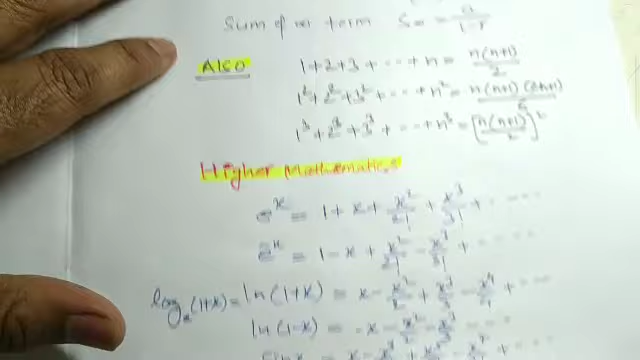 Sum of ∞ term S∞ = a/(1-r)
Also 1+2+3+ ---- + n = n(n+1)/2
1²+2²+3²+ ---- + n² = n(n+1)(2n+1)/6
1³+2³+3³+ ---- + n³ = [n(n+1)/2]²
Higher Mathematics
eˣ = 1 + x + x²/2! + x³/3! + ----
e⁻ˣ = 1 - x + x²/2! - x³/3! + ----
logₑ(1+x) = ln(1+x) = x - x²/2 + x³/3 - x⁴/4 + ----
ln(1-x) = -x - x²/2 - x³/3 ----